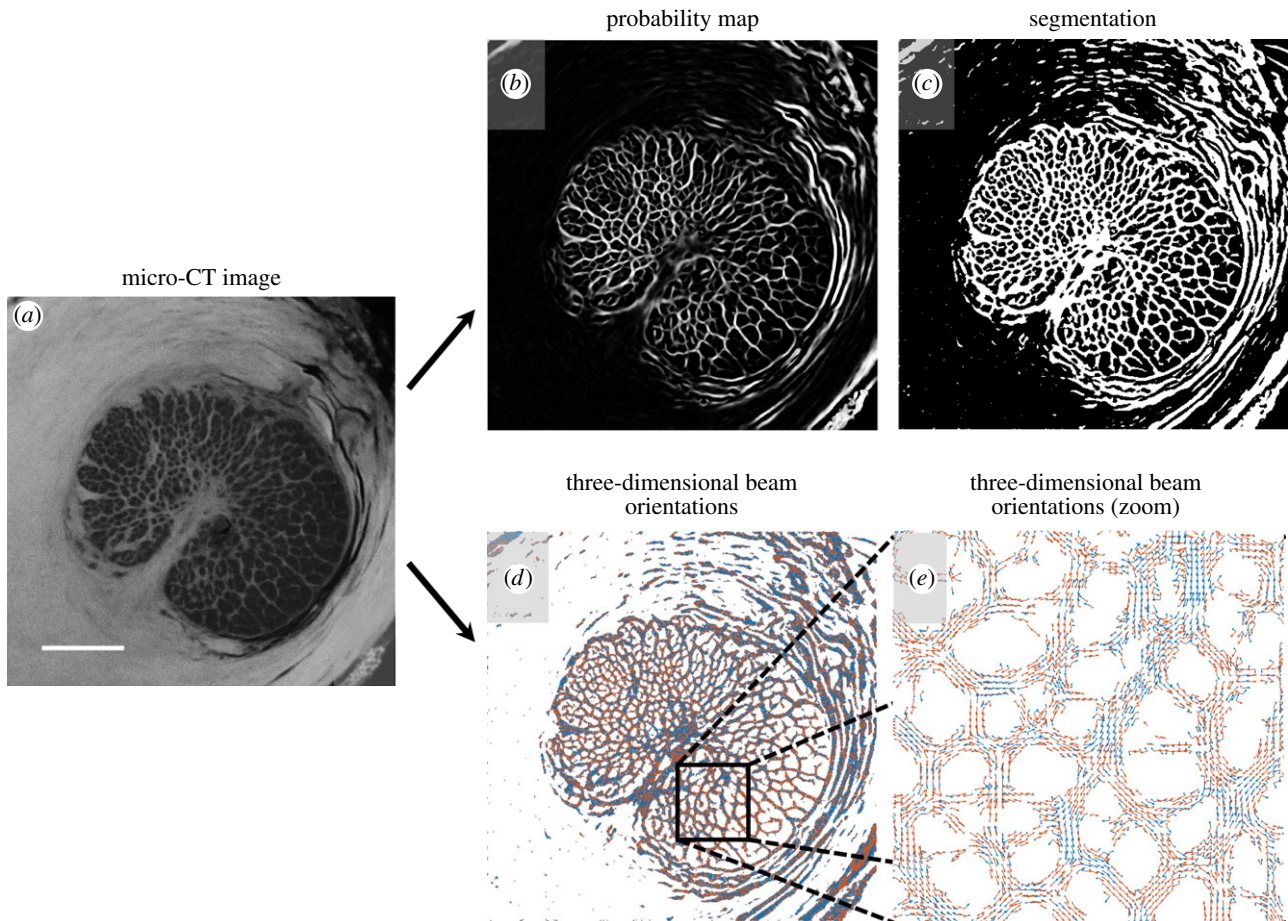 probability map
segmentation
(b)
(c)
micro-CT image
(a)
three-dimensional beam
orientations
three-dimensional beam
orientations (zoom)
(d)
(e)